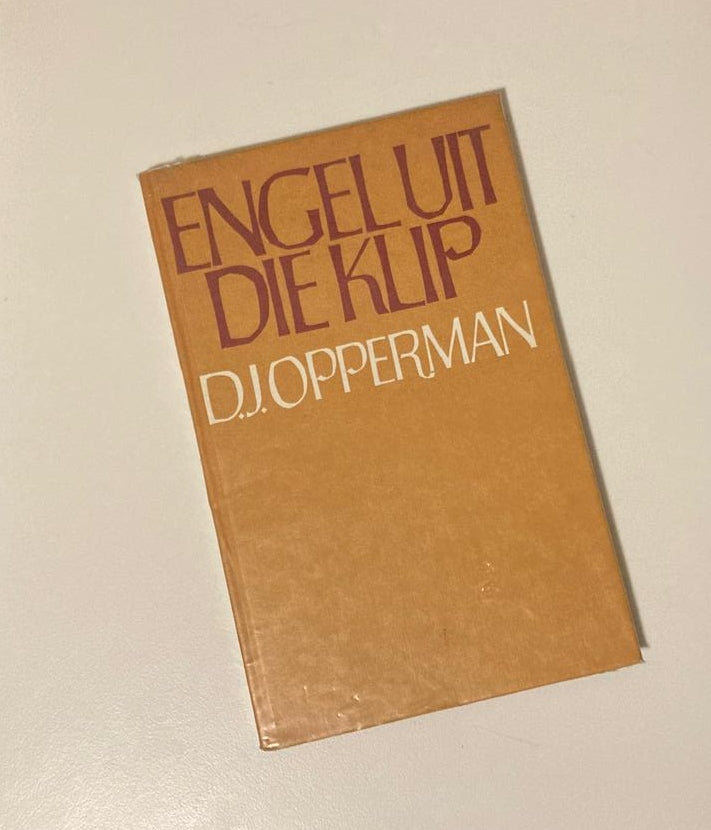 ENGEL UIT
DIE KLIP
D.J. OPPERMAN